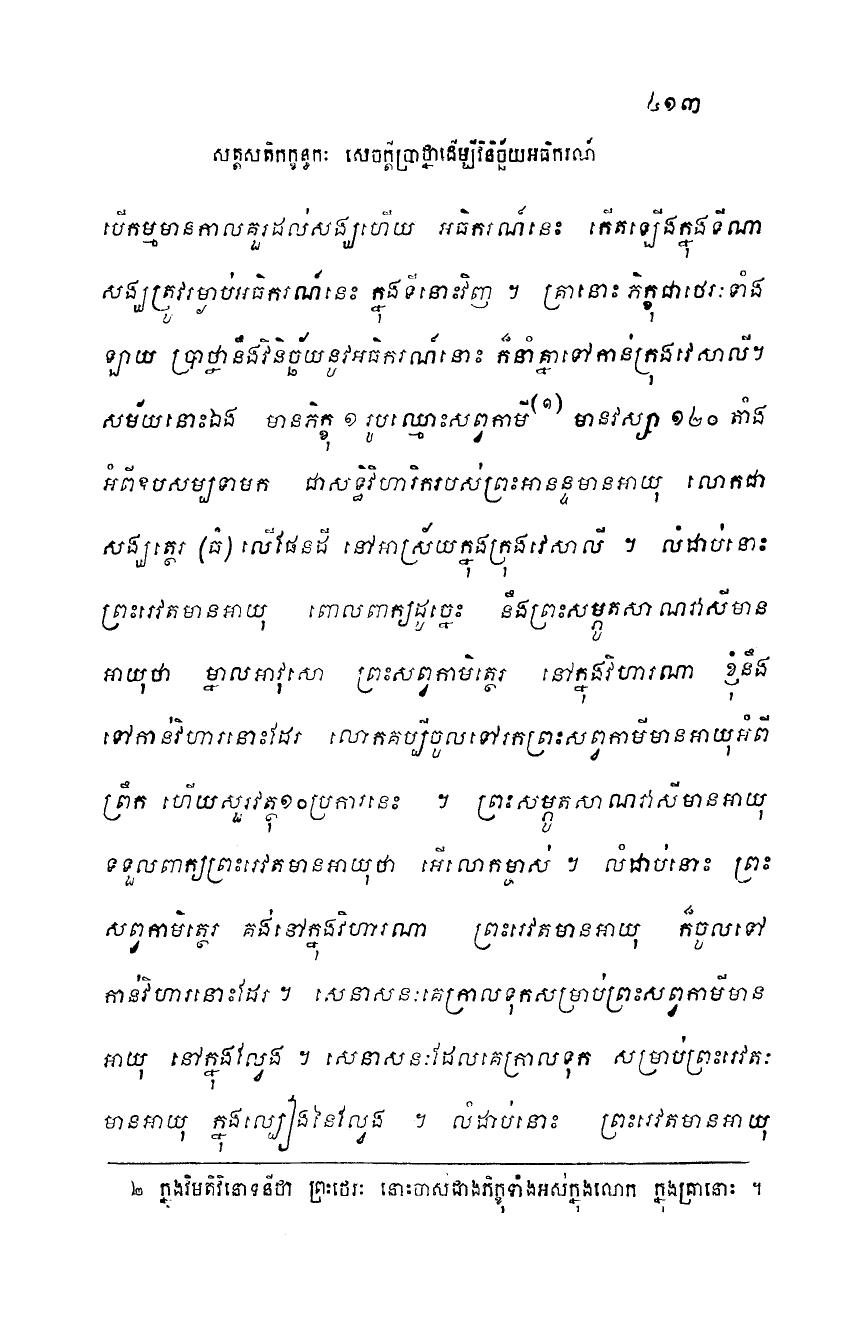 ៤១៣
សត្តសតិកក្ខន្ធកៈ សេចក្តីប្រាថ្នាដើម្បីវិនិច្ឆ័យអធិករណ៍
បើកម្មមានកាលគួរដល់សង្ឃហើយ អធិករណ៍នេះ កើតឡើងក្នុងទីណា
សង្ឃត្រូវរម្លាប់អធិករណ៍នេះ ក្នុងទីនោះវិញ ។ គ្រានោះ ភិក្ខុជាថេរៈទាំង
ឡាយ ប្រាថ្នានឹងវិនិច្ឆ័យនូវអធិករណ៍នោះ ក៏នាំគ្នាទៅកាន់ក្រុងវេសាលី។
សម័យនោះឯង មានភិក្ខុ ១ រូបឈ្មោះសព្វកាមី(១) មានវស្សា ១២០ តាំង
អំពីឧបសម្បទាមក ជាសទ្ធិវិហារិករបស់ព្រះអានន្ទមានអាយុ លោកជា
សង្ឃត្ថេរ (ធំ) លើផែនដី នៅអាស្រ័យក្នុងក្រុងវេសាលី ។ លំដាប់នោះ
ព្រះរេវតមានអាយុ ពោលពាក្យដូច្នេះ នឹងព្រះសម្ភូតសាណវាសីមាន
អាយុថា ម្នាលអាវុសោ ព្រះសព្វកាមិត្ថេរ នៅក្នុងវិហារណា ខ្ញុំនឹង
ទៅកាន់វិហារនោះដែរ លោកគប្បីចូលទៅរកព្រះសព្វកាមីមានអាយុអំពី
ព្រឹក ហើយសួរវត្ថុ១០ប្រការនេះ ។ ព្រះសម្ភូតសាណវាសីមានអាយុ
ទទួលពាក្យព្រះរេវតមានអាយុថា អើលោកម្ចាស់ ។ លំដាប់នោះ ព្រះ
សព្វកាមិត្ថេរ គង់នៅក្នុងវិហារណា ព្រះរេវតមានអាយុ ក៏ចូលទៅ
កាន់វិហារនោះដែរ ។ សេនាសនៈគេក្រាលទុកសម្រាប់ព្រះសព្វកាមីមាន
អាយុ នៅក្នុងល្វែង ។ សេនាសនៈដែលគេក្រាលទុក សម្រាប់ព្រះរេវតៈ
មានអាយុ ក្នុងល្បៀងនៃល្វែង ។ លំដាប់នោះ ព្រះរេវតមានអាយុ
២ ក្នុងវិមតិវិនោទនីថា ព្រះថេរៈ នោះចាស់ជាងភិក្ខុទាំងអស់ក្នុងលោក ក្នុងគ្រានោះ ។